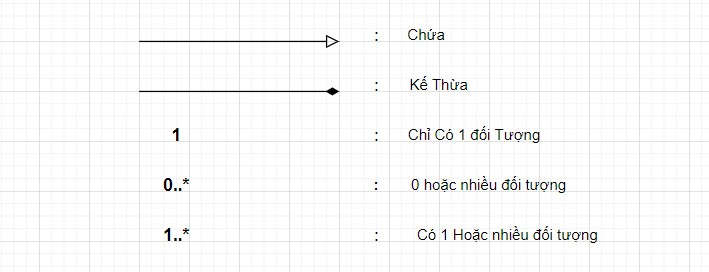 : Chứa
: Kế Thừa
1 : Chỉ Có 1 đối Tượng
0..* : 0 hoặc nhiều đối tượng
1..* : Có 1 Hoặc nhiều đối tượng